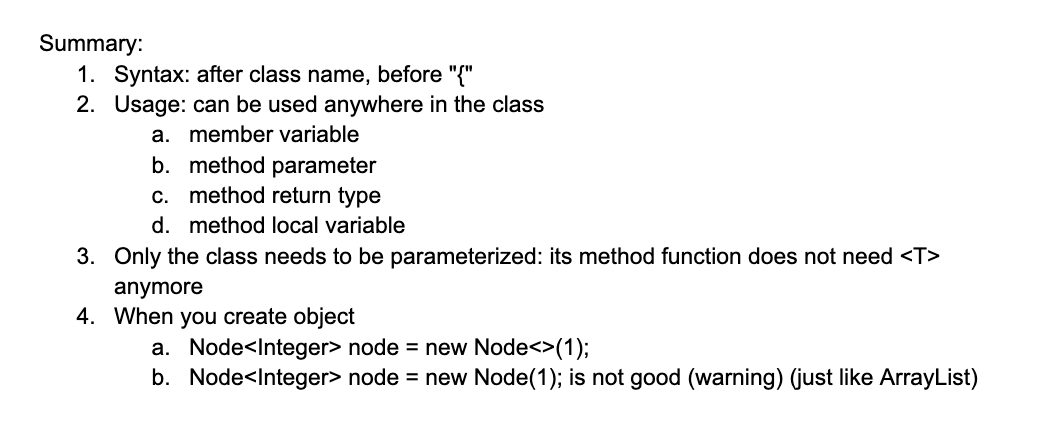 Summary:
1. Syntax: after class name, before "{"
2. Usage: can be used anywhere in the class
a. member variable
b. method parameter
c. method return type
d. method local variable
3. Only the class needs to be parameterized: its method function does not need <T>
anymore
4. When you create object
a. Node<Integer> node = new Node<>(1);
b. Node<Integer> node = new Node(1); is not good (warning) (just like ArrayList)